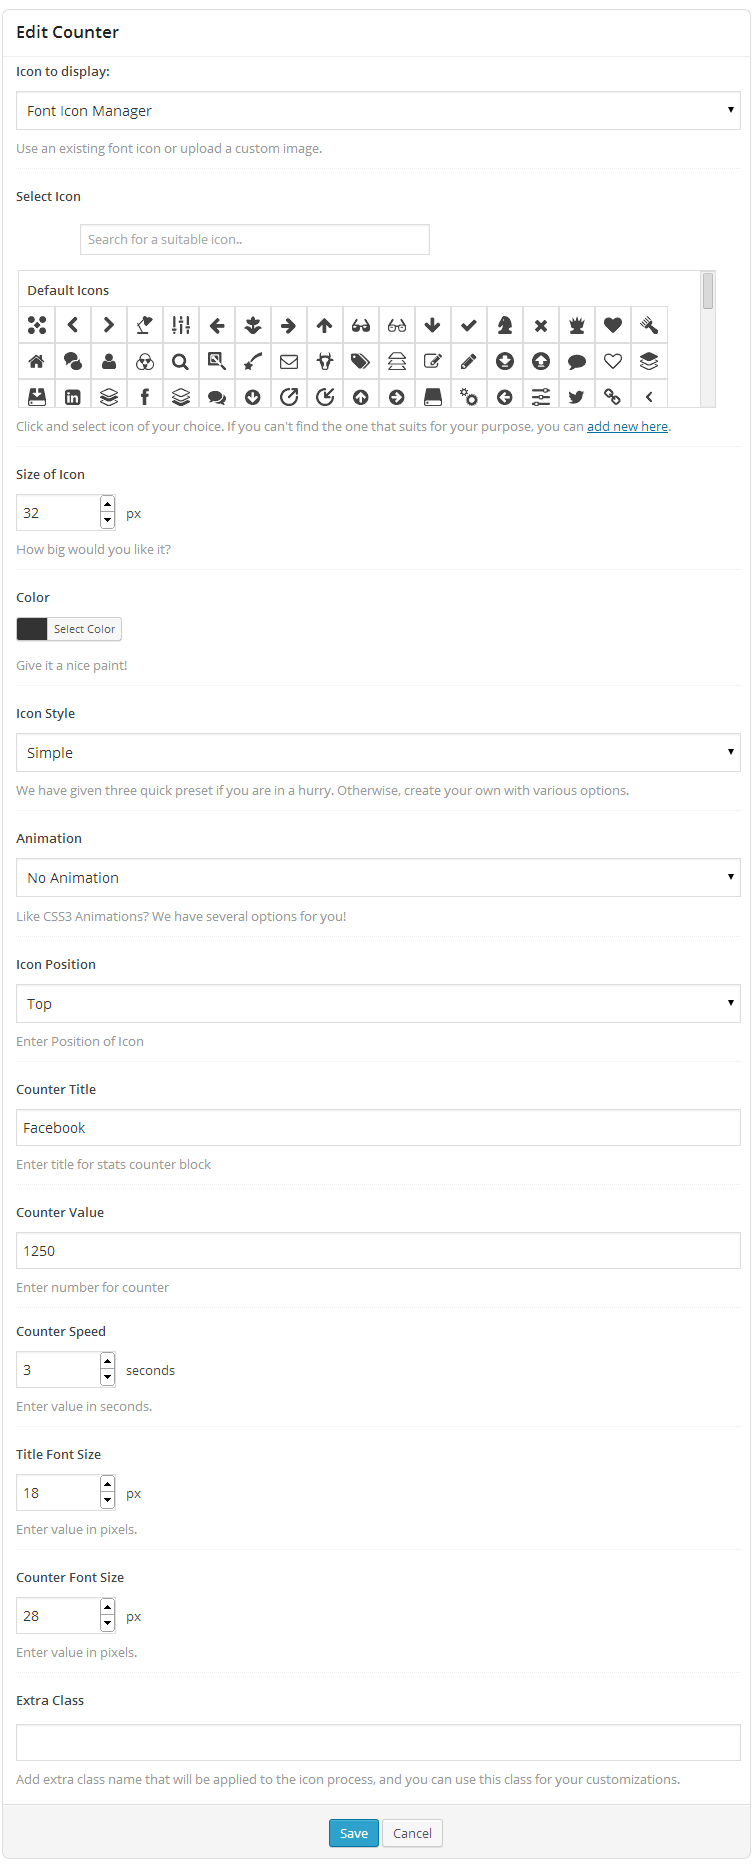 Edit Counter
Icon to display:
Font Icon Manager
Use an existing font icon or upload a custom image.
Select Icon
Search for a suitable icon..
Default Icons
Click and select icon of your choice. If you can't find the one that suits for your purpose, you can add new here.
Size of Icon
32 px
How big would you like it?
Color
Select Color
Give it a nice paint!
Icon Style
Simple
We have given three quick preset if you are in a hurry. Otherwise, create your own with various options.
Animation
No Animation
Like CSS3 Animations? We have several options for you!
Icon Position
Top
Enter Position of Icon
Counter Title
Facebook
Enter title for stats counter block
Counter Value
1250
Enter number for counter
Counter Speed
3 seconds
Enter value in seconds.
Title Font Size
18 px
Enter value in pixels.
Counter Font Size
28 px
Enter value in pixels.
Extra Class
Add extra class name that will be applied to the icon process, and you can use this class for your customizations.
Save Cancel